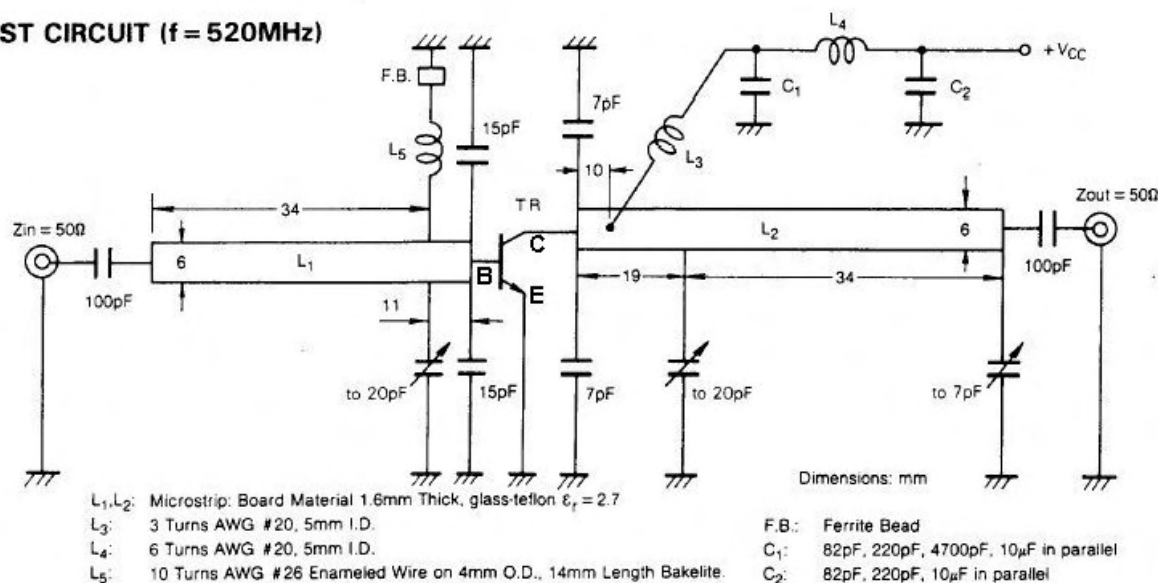 ST CIRCUIT (f = 520MHz)
L4
+VCC
F.B.
C1
C2
7pF
15pF
L5
L3
10
34
TR
Zin = 50Ω
Zout = 50Ω
6
L1
B
C
E
L2
6
100pF
11
19
34
100pF
to 20pF
15pF
7pF
to 20pF
to 7pF
Dimensions: mm
L1,L2: Microstrip: Board Material 1.6mm Thick, glass-teflon εr = 2.7
L3: 3 Turns AWG #20, 5mm I.D.
L4: 6 Turns AWG #20, 5mm I.D.
L5: 10 Turns AWG #26 Enameled Wire on 4mm O.D., 14mm Length Bakelite.
F.B.: Ferrite Bead
C1: 82pF, 220pF, 4700pF, 10μF in parallel
C2: 82pF, 220pF, 10μF in parallel